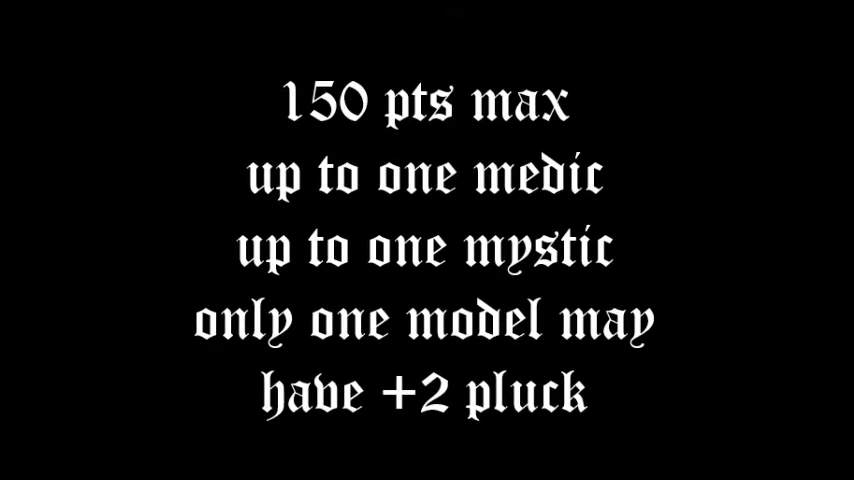 150 pts max
up to one medic
up to one mystic
only one model may
have +2 pluck